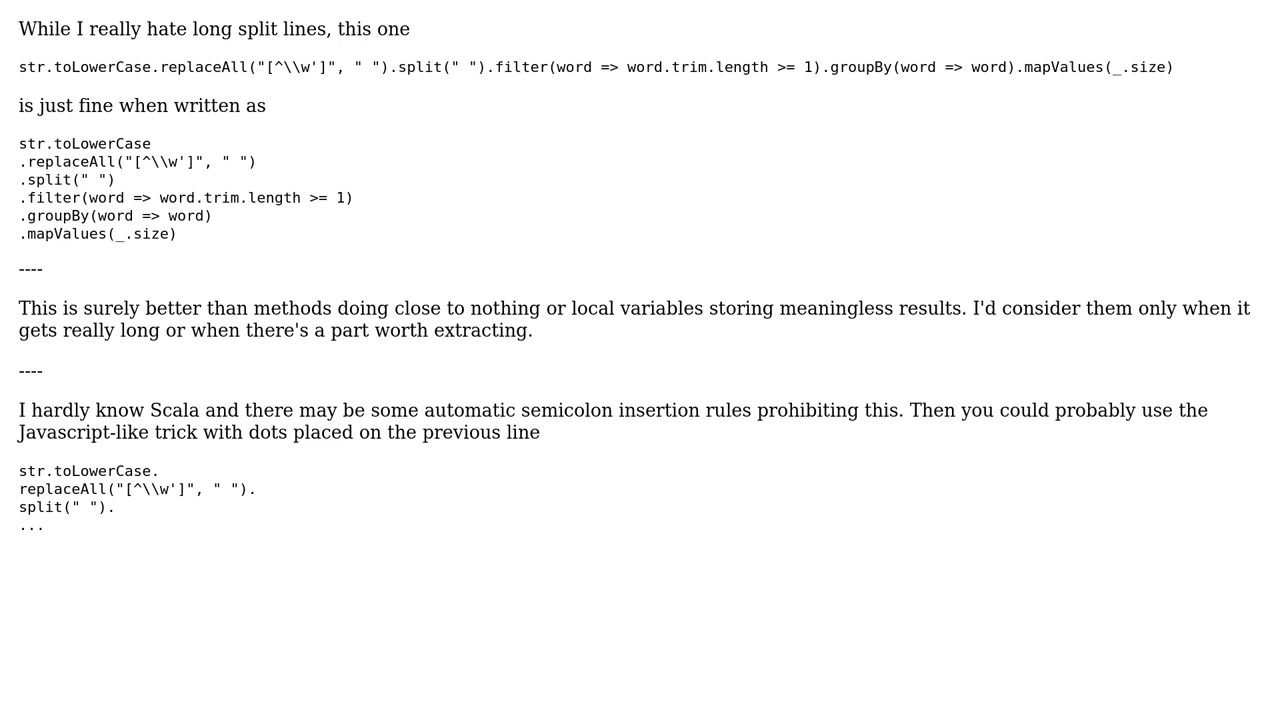 While I really hate long split lines, this one
str.toLowerCase.replaceAll("[^\\w']", " ").split(" ").filter(word => word.trim.length >= 1).groupBy(word => word).mapValues(_.size)
is just fine when written as
str.toLowerCase
.replaceAll("[^\\w']", " ")
.split(" ")
.filter(word => word.trim.length >= 1)
.groupBy(word => word)
.mapValues(_.size)
----
This is surely better than methods doing close to nothing or local variables storing meaningless results. I'd consider them only when it
gets really long or when there's a part worth extracting.
----
I hardly know Scala and there may be some automatic semicolon insertion rules prohibiting this. Then you could probably use the
Javascript-like trick with dots placed on the previous line
str.toLowerCase.
replaceAll("[^\\w']", " ").
split(" ").
...